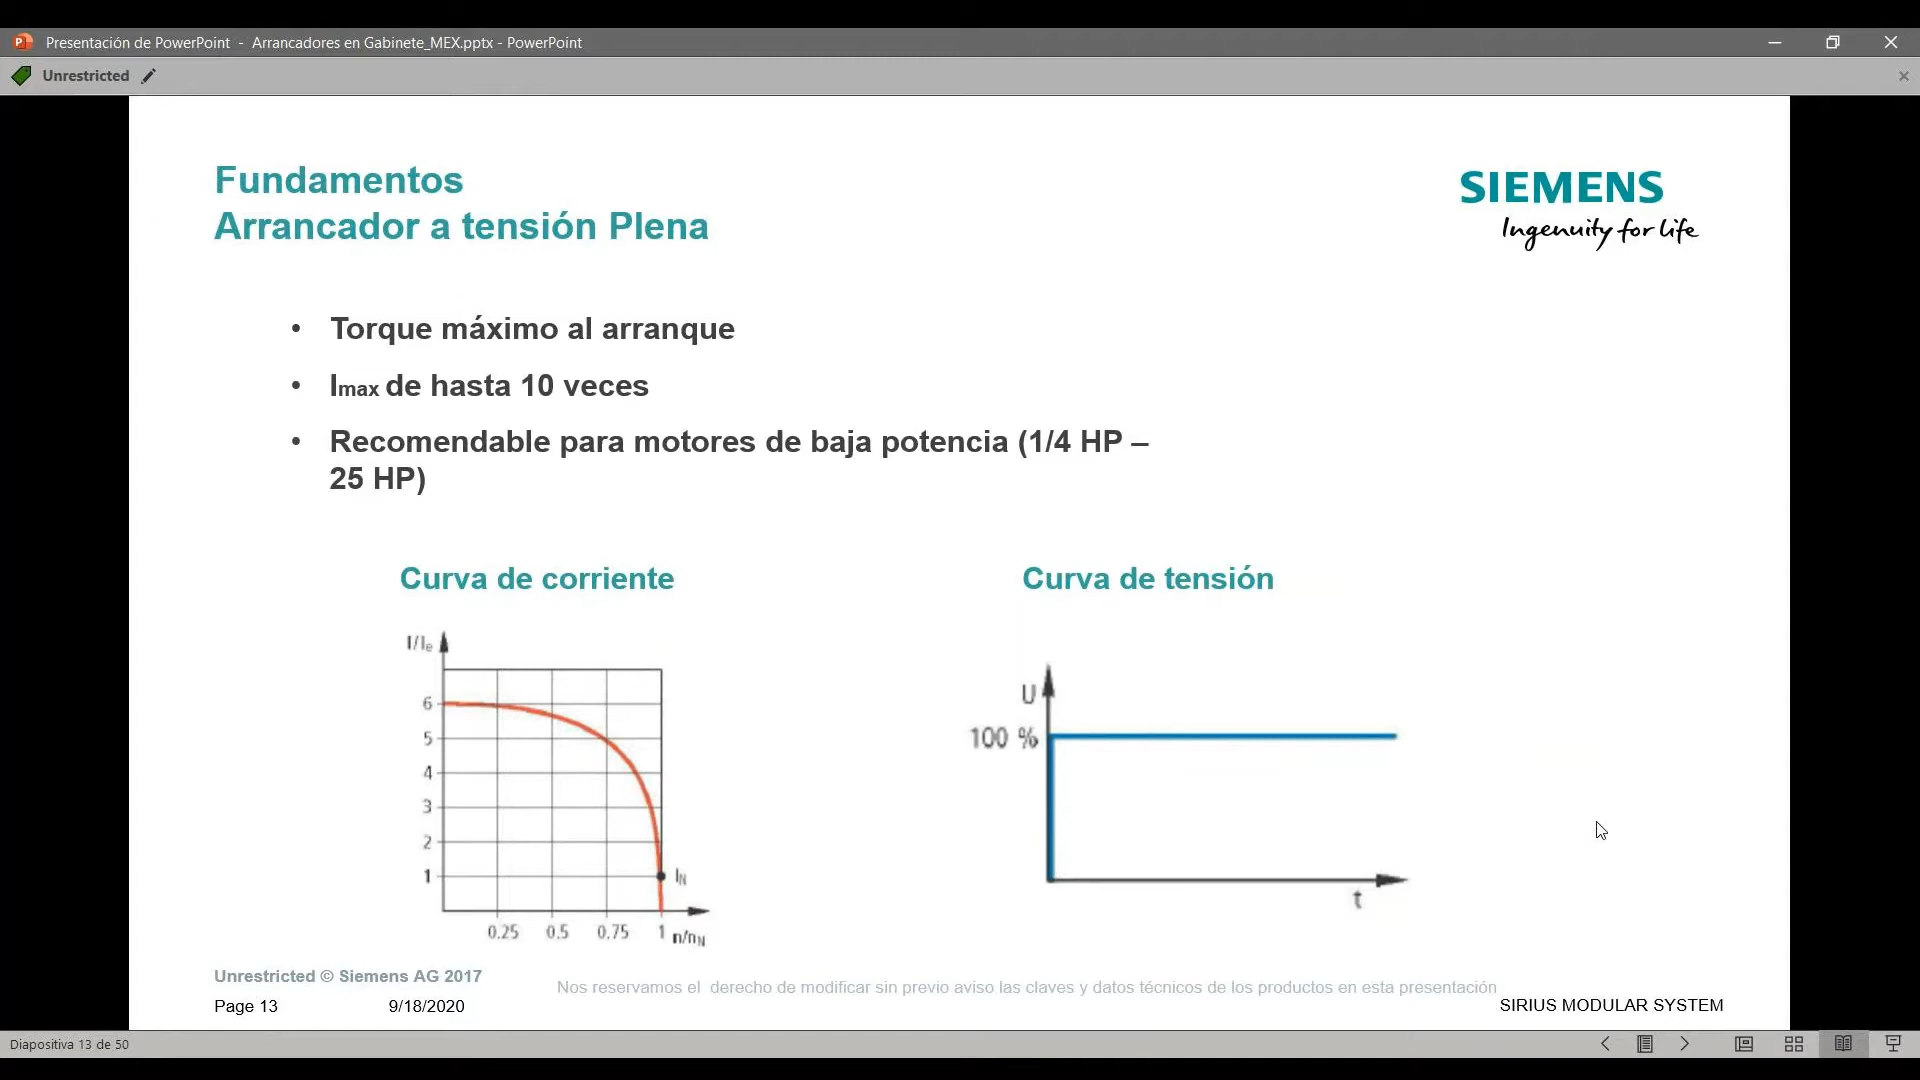 Presentación de PowerPoint - Arrancadores en Gabinete_MEX.pptx - PowerPoint
Unrestricted
Fundamentos
Arrancador a tensión Plena
SIEMENS
Ingenuity for life
• Torque máximo al arranque
• Imax de hasta 10 veces
• Recomendable para motores de baja potencia (1/4 HP –
25 HP)
Curva de corriente
I/Ie
6
5
4
3
2
1
IN
0.25 0.5 0.75 1 n/nN
Curva de tensión
U
100 %
t
Unrestricted © Siemens AG 2017
Nos reservamos el derecho de modificar sin previo aviso las claves y datos técnicos de los productos en esta presentación
Page 13 9/18/2020
SIRIUS MODULAR SYSTEM
Diapositiva 13 de 50